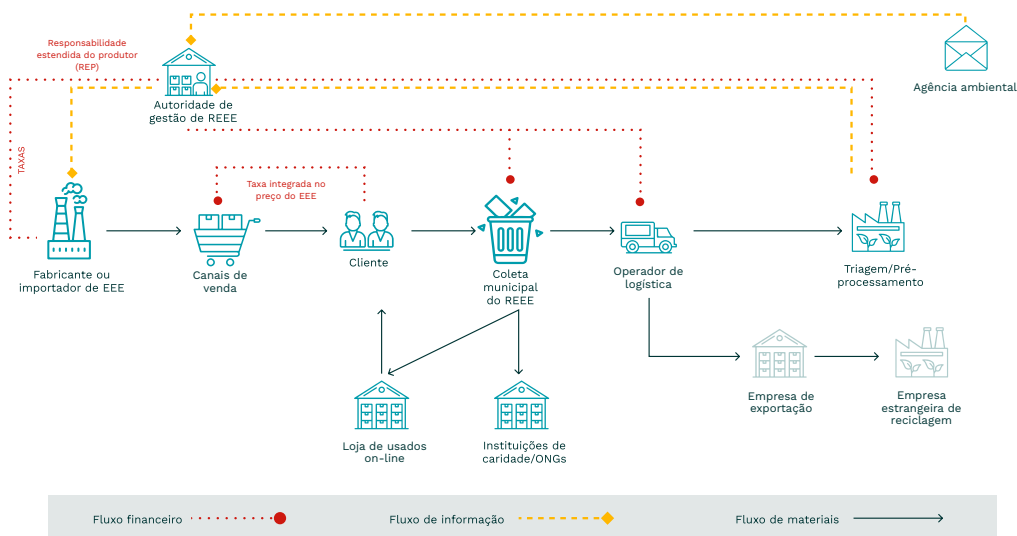 Responsabilidade
estendida do produtor
(REP)
Agência ambiental
Autoridade de
gestão de REEE
TAXAS
Taxa integrada no
preço do EEE
Fabricante ou
importador de EEE
Canais de
venda
Cliente
Coleta
municipal
do REEE
Operador de
logística
Triagem/Pré-
processamento
Empresa de
exportação
Empresa
estrangeira de
reciclagem
Loja de usados
on-line
Instituições de
caridade/ONGs
Fluxo financeiro
Fluxo de informação
Fluxo de materiais